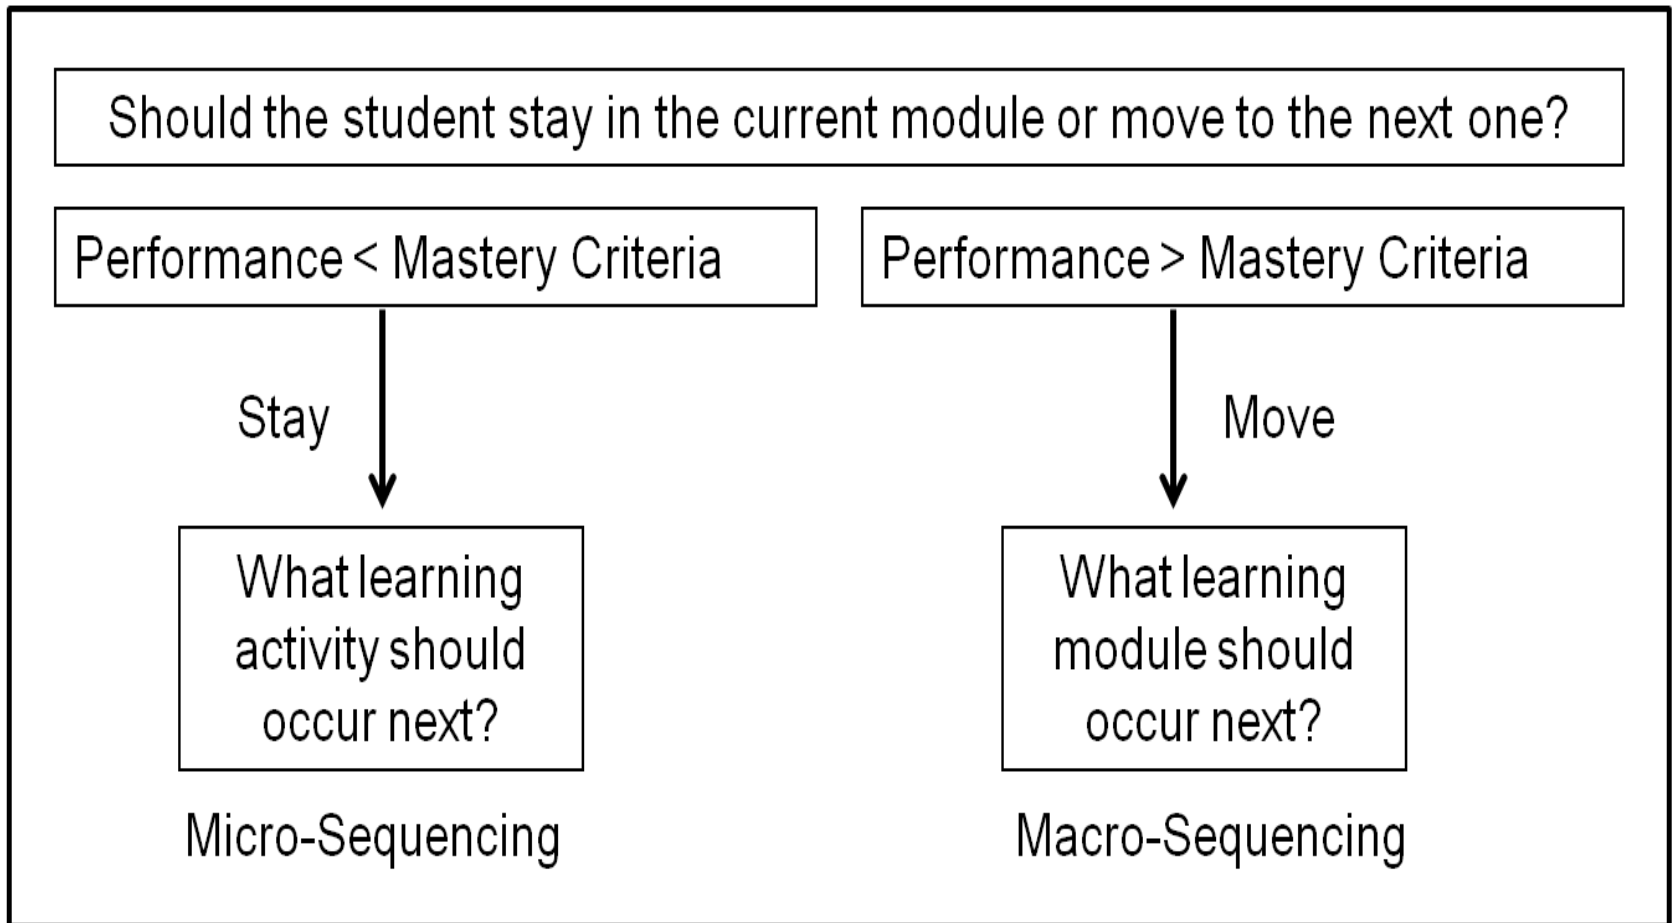 Should the student stay in the current module or move to the next one?
Performance < Mastery Criteria
Performance > Mastery Criteria
Stay
Move
What learning
activity should
occur next?
What learning
module should
occur next?
Micro-Sequencing
Macro-Sequencing